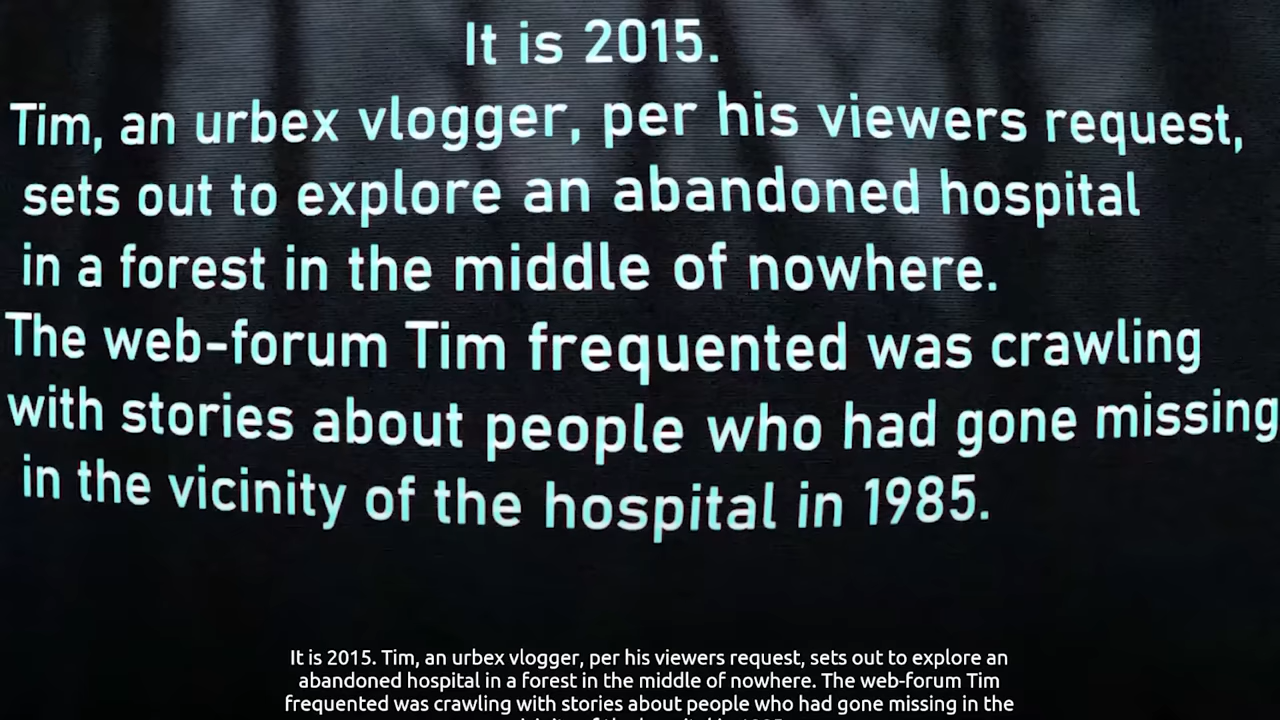 It is 2015.
Tim, an urbex vlogger, per his viewers request,
sets out to explore an abandoned hospital
in a forest in the middle of nowhere.
The web-forum Tim frequented was crawling
with stories about people who had gone missing
in the vicinity of the hospital in 1985.
It is 2015. Tim, an urbex vlogger, per his viewers request, sets out to explore an
abandoned hospital in a forest in the middle of nowhere. The web-forum Tim
frequented was crawling with stories about people who had gone missing in the